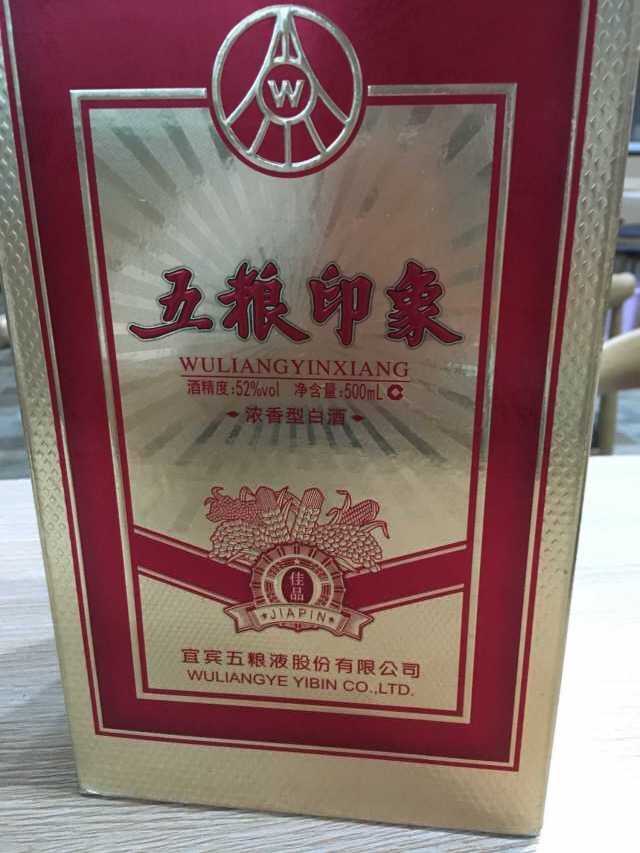 W
五粮印象
WULIANGYINXIANG
酒精度:52%vol 净含量:500mL C
浓香型白酒
佳品
JIAPIN
宜宾五粮液股份有限公司
WULIANGYE YIBIN CO.,LTD.